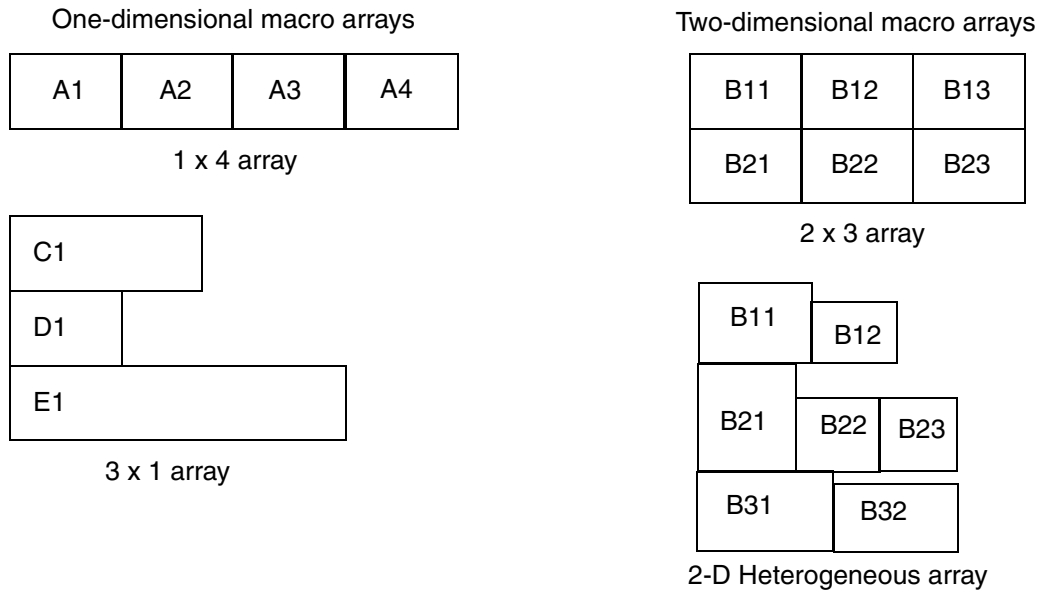 One-dimensional macro arrays
A1 A2 A3 A4
1 x 4 array
C1
D1
E1
3 x 1 array
Two-dimensional macro arrays
B11 B12 B13
B21 B22 B23
2 x 3 array
B11 B12
B21 B22 B23
B31 B32
2-D Heterogeneous array